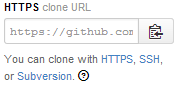 HTTPS clone URL
https://github.com
You can clone with HTTPS, SSH,
or Subversion.